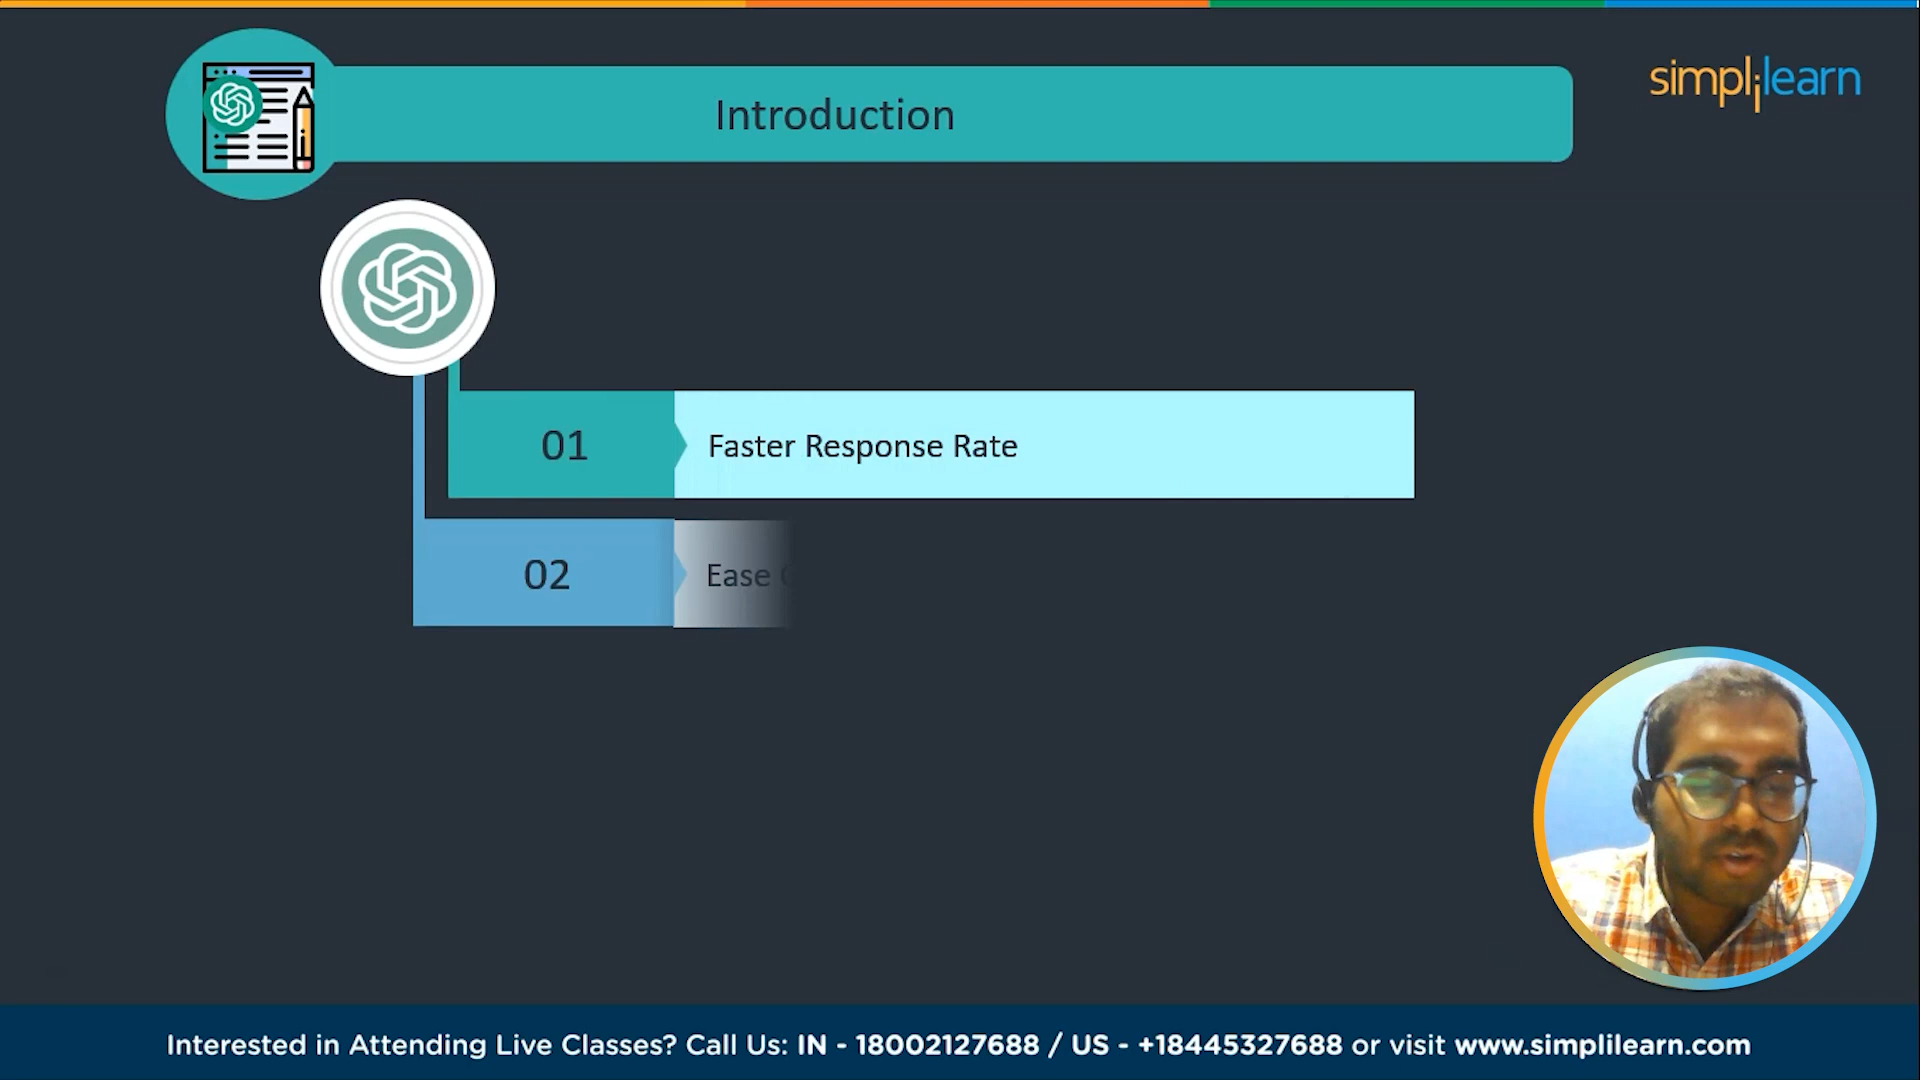 Introduction
simplilearn
01
Faster Response Rate
02
Ease
Interested in Attending Live Classes? Call Us: IN - 18002127688 / US - +18445327688 or visit www.simplilearn.com